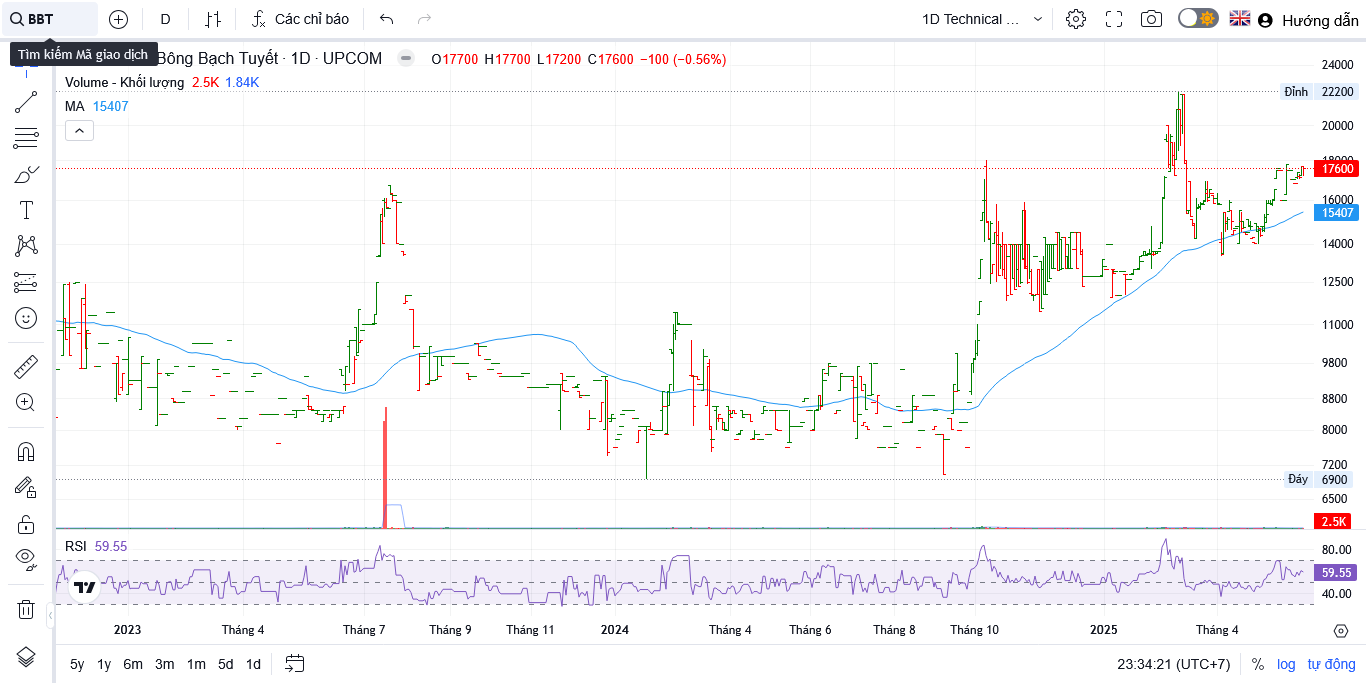 BBT
D
Các chỉ báo
1D Technical ...
Hướng dẫn
Tìm kiếm Mã giao dịch
Bông Bạch Tuyết · 1D · UPCOM
O17700 H17700 L17200 C17600 −100 (−0.56%)
Volume - Khối lượng 2.5K 1.84K
MA 15407
24000
Đỉnh 22200
20000
18000
17600
16000
15407
14000
12500
11000
9800
8800
8000
7200
Đáy 6900
6500
2.5K
RSI 59.55
80.00
59.55
40.00
2023 Tháng 4 Tháng 7 Tháng 9 Tháng 11 2024 Tháng 4 Tháng 6 Tháng 8 Tháng 10 2025 Tháng 4
5y 1y 6m 3m 1m 5d 1d
23:34:21 (UTC+7) % log tự động